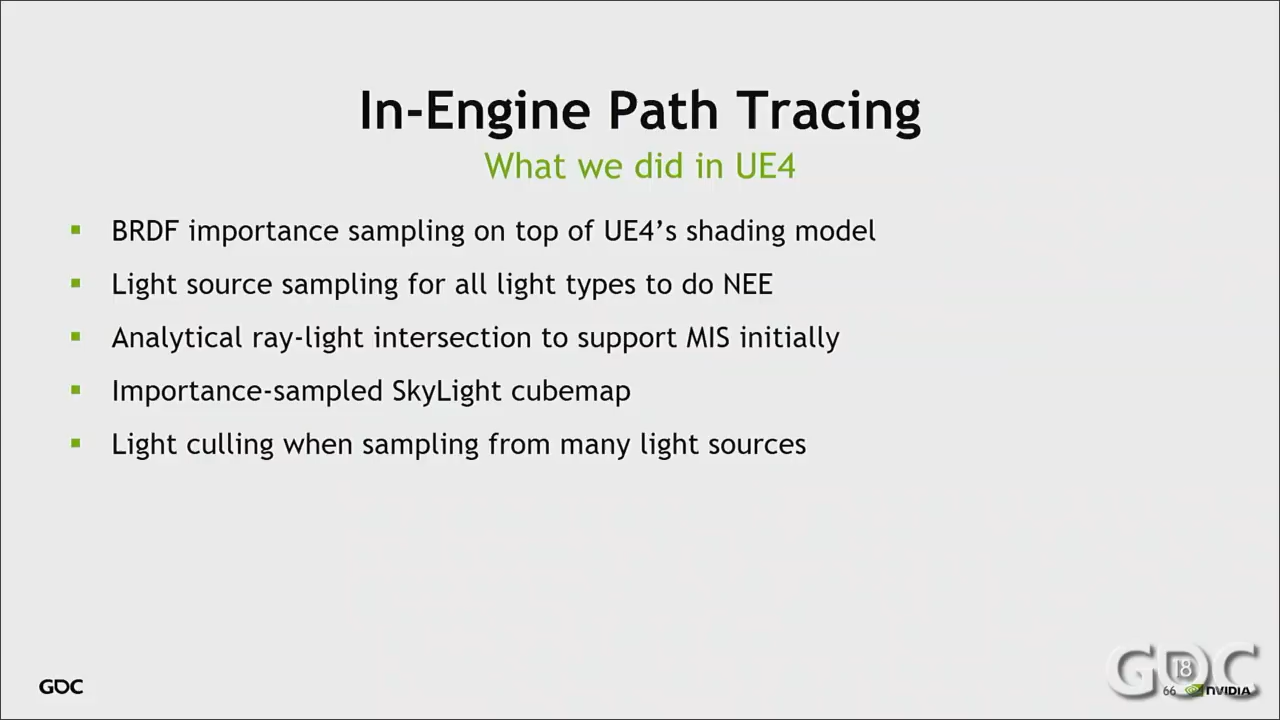 In-Engine Path Tracing
What we did in UE4
BRDF importance sampling on top of UE4’s shading model
Light source sampling for all light types to do NEE
Analytical ray-light intersection to support MIS initially
Importance-sampled SkyLight cubemap
Light culling when sampling from many light sources
GDC
GDC 18
66 NVIDIA